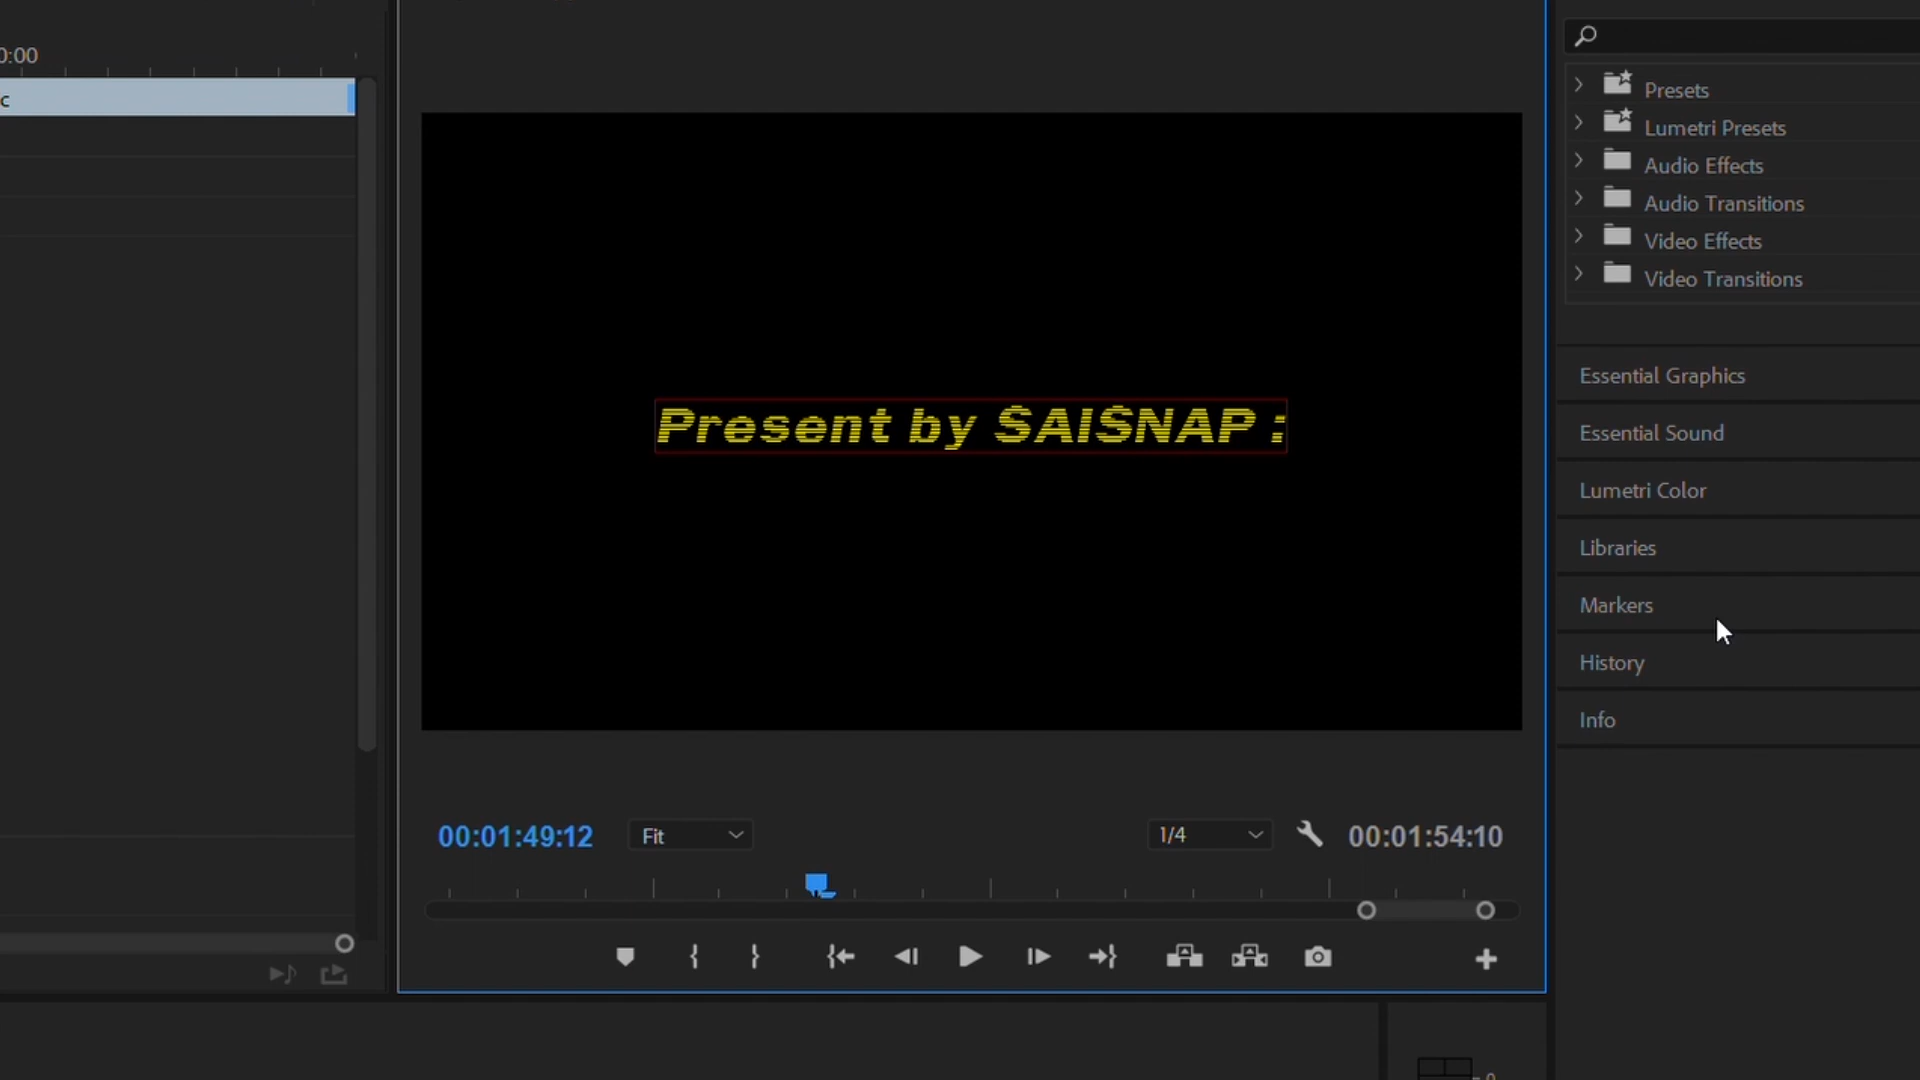 0:00
c
Presets
Lumetri Presets
Audio Effects
Audio Transitions
Video Effects
Video Transitions
Essential Graphics
Essential Sound
Lumetri Color
Libraries
Markers
History
Info
Present by SAISNAP :
00:01:49:12
Fit
1/4
00:01:54:10